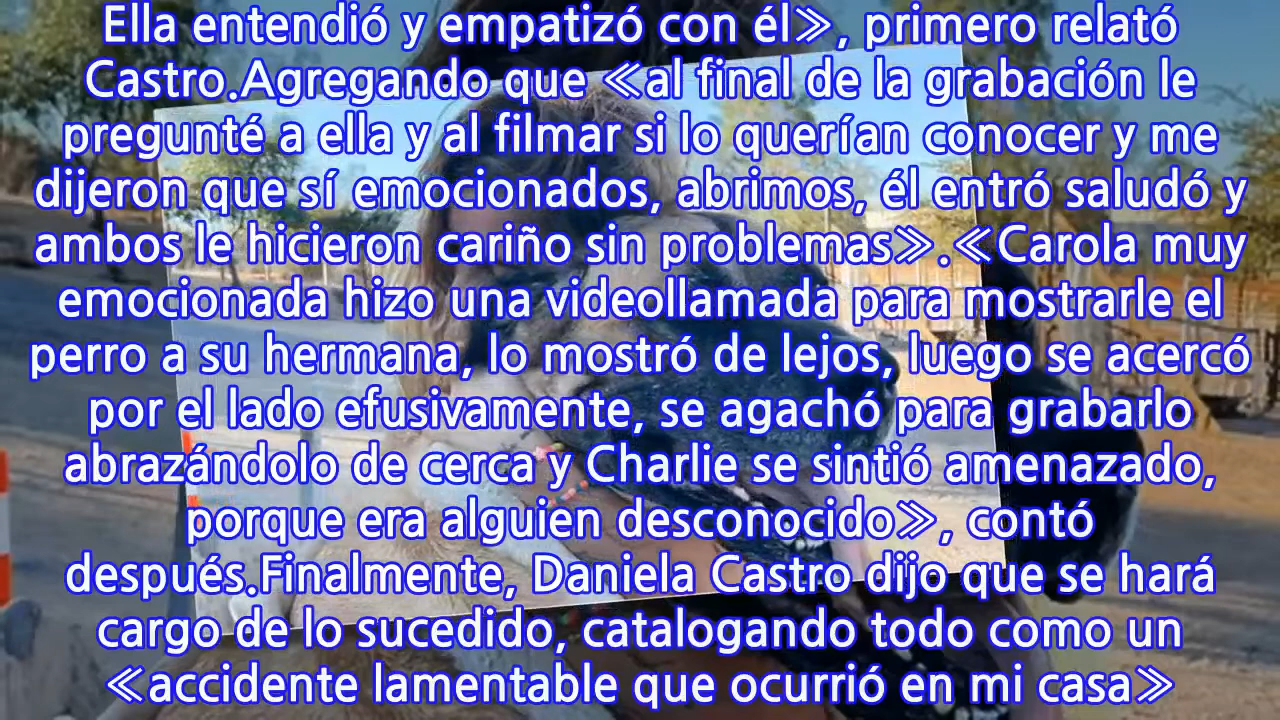 Ella entendió y empatizó con él≫, primero relató
Castro.Agregando que ≪al final de la grabación le
pregunté a ella y al filmar si lo querían conocer y me
dijeron que sí emocionados, abrimos, él entró saludó y
ambos le hicieron cariño sin problemas≫.≪Carola muy
emocionada hizo una videollamada para mostrarle el
perro a su hermana, lo mostró de lejos, luego se acercó
por el lado efusivamente, se agachó para grabarlo
abrazándolo de cerca y Charlie se sintió amenazado,
porque era alguien desconocido≫, contó
después.Finalmente, Daniela Castro dijo que se hará
cargo de lo sucedido, catalogando todo como un
≪accidente lamentable que ocurrió en mi casa≫